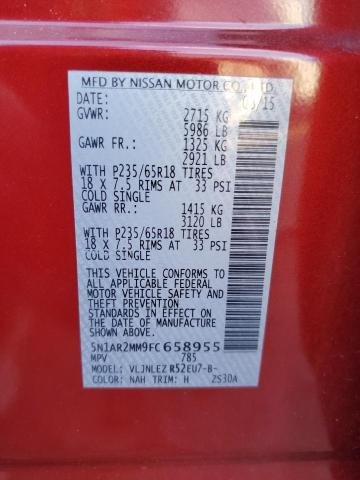 MFD BY NISSAN MOTOR CO., LTD.
DATE: /15
GVWR: 2715 KG
5986 LB
GAWR FR.: 1325 KG
2921 LB
WITH P235/65R18 TIRES
18 X 7.5 RIMS AT 33 PSI
COLD SINGLE
GAWR RR.: 1415 KG
3120 LB
WITH P235/65R18 TIRES
18 X 7.5 RIMS AT 33 PSI
COLD SINGLE
THIS VEHICLE CONFORMS TO
ALL APPLICABLE FEDERAL
MOTOR VEHICLE SAFETY AND
THEFT PREVENTION
STANDARDS IN EFFECT ON
THE DATE OF MANUFACTURE
SHOWN ABOVE.
5N1AR2MM9FC658955
MPV 785
MODEL: VLJNLEZ R52EU7-B-
COLOR: NAH TRIM: H ZS30A